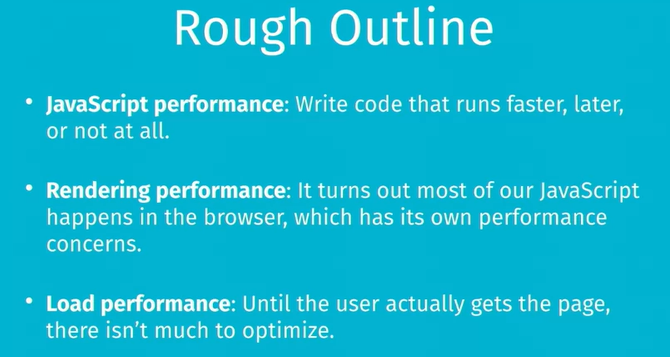 Rough Outline
• JavaScript performance: Write code that runs faster, later,
or not at all.
• Rendering performance: It turns out most of our JavaScript
happens in the browser, which has its own performance
concerns.
• Load performance: Until the user actually gets the page,
there isn’t much to optimize.